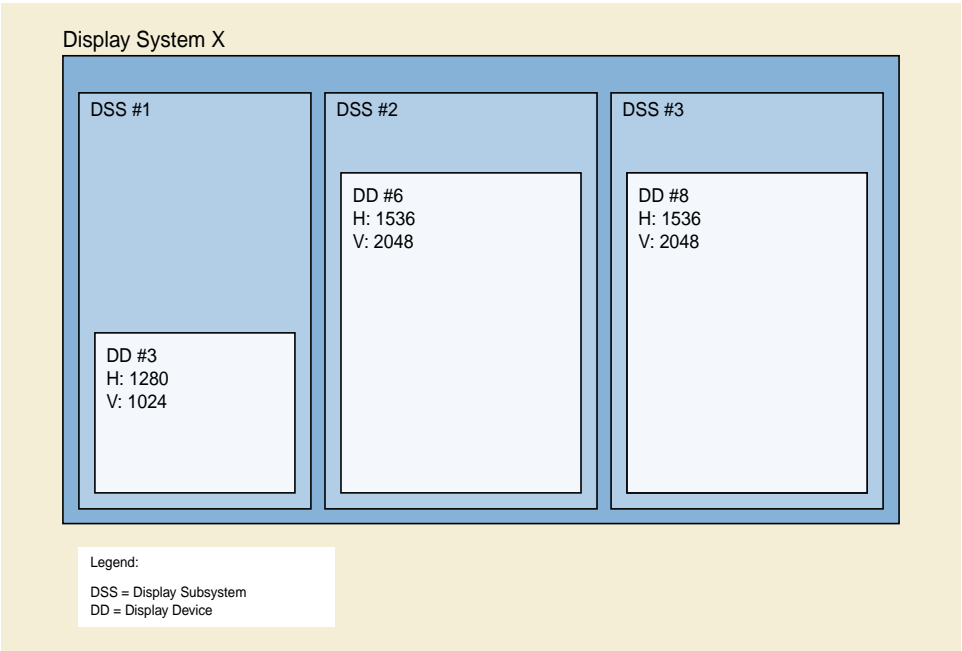 Display System X
DSS #1
DSS #2
DSS #3
DD #6
H: 1536
V: 2048
DD #8
H: 1536
V: 2048
DD #3
H: 1280
V: 1024
Legend:
DSS = Display Subsystem
DD = Display Device